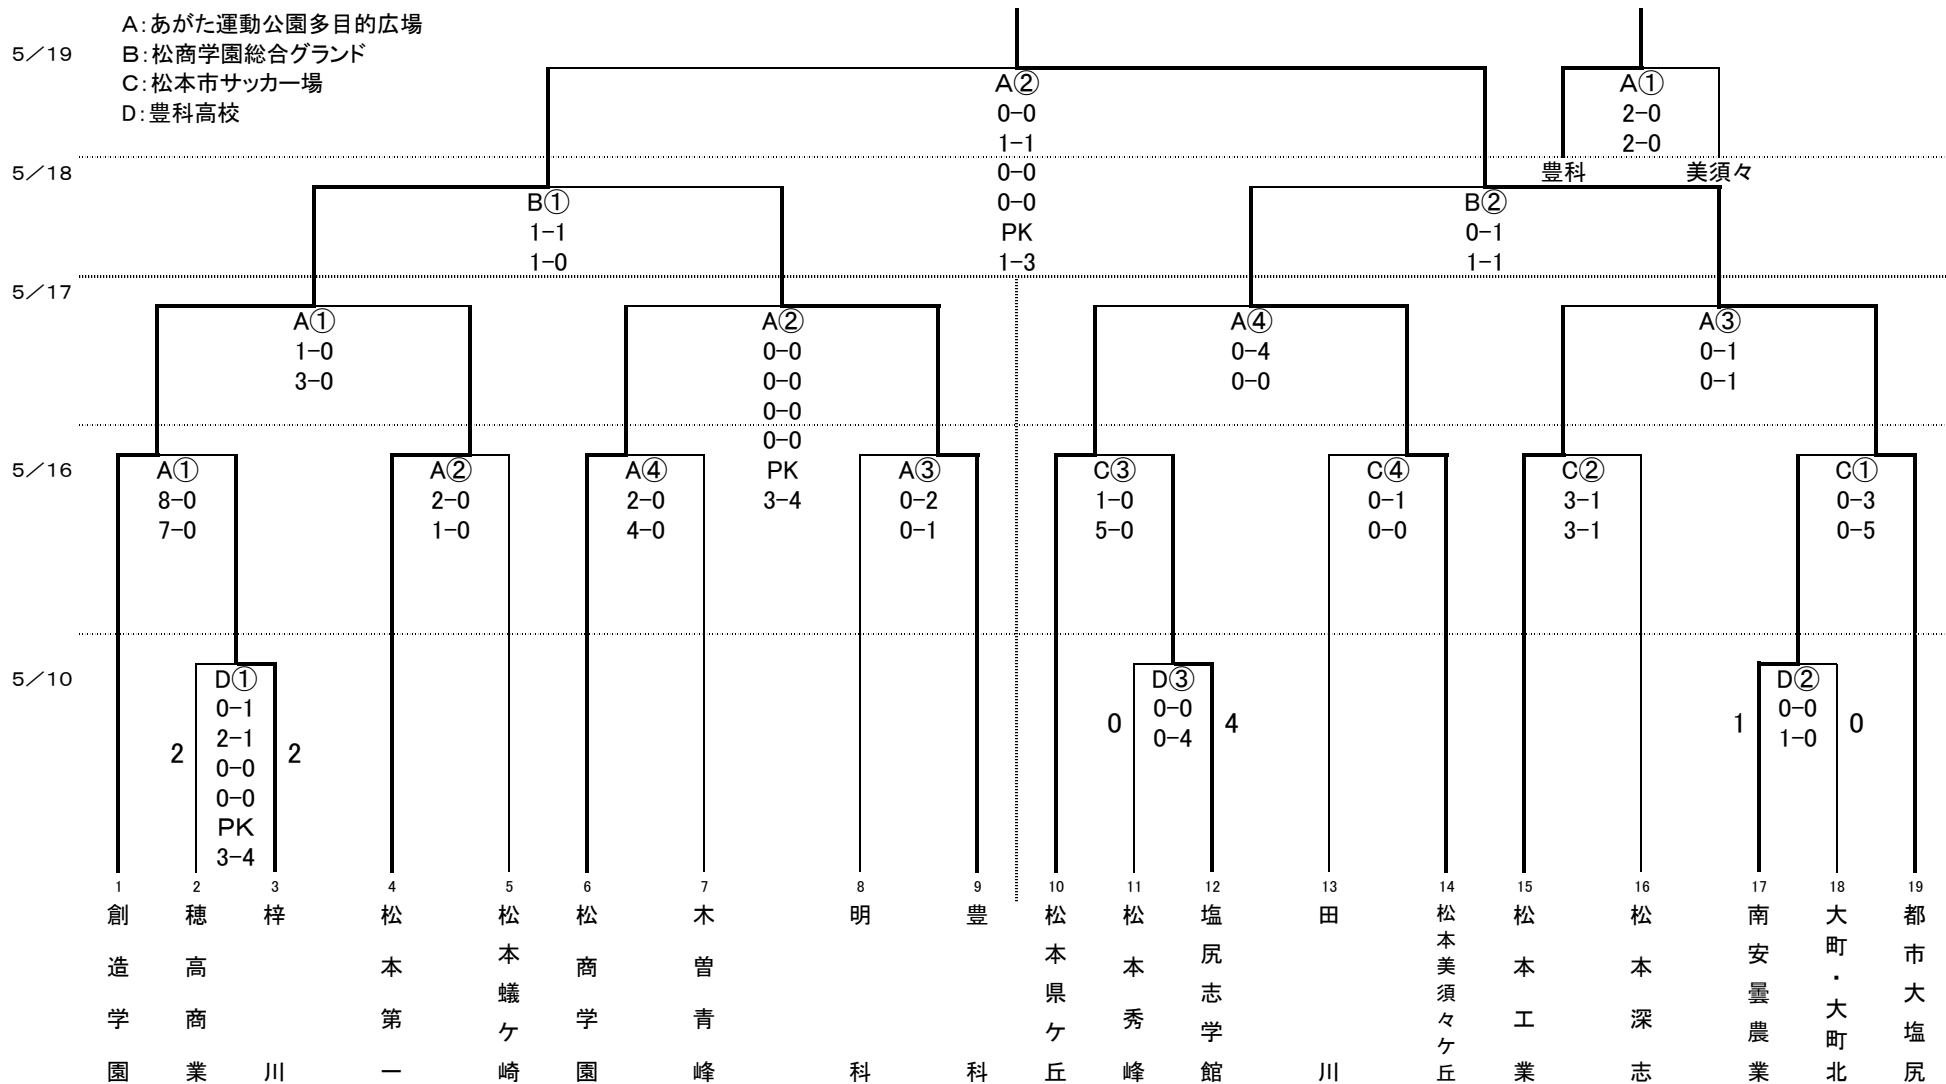 A：あがた運動公園多目的広場
B：松商学園総合グランド
C：松本市サッカー場
D：豊科高校
5／19
A②
0-0
1-1
0-0
0-0
PK
1-3
A①
2-0
2-0
豊科
美須々
5／18
B①
1-1
1-0
B②
0-1
1-1
5／17
A①
1-0
3-0
A②
0-0
0-0
0-0
0-0
PK
3-4
A④
0-4
0-0
A③
0-1
0-1
5／16
A①
8-0
7-0
A②
2-0
1-0
A④
2-0
4-0
A③
0-2
0-1
C③
1-0
5-0
C④
0-1
0-0
C②
3-1
3-1
C①
0-3
0-5
5／10
D①
0-1
2-1
0-0
0-0
PK
3-4
2
2
D③
0-0
0-4
0
4
D②
0-0
1-0
1
0
1
創造学園
2
穂高商業
3
梓川
4
松本第一
5
松本蟻ケ崎
6
松商学園
7
木曽青峰
8
明科
9
豊科
10
松本県ケ丘
11
松本秀峰
12
塩尻志学館
13
田川
14
松本美須々ケ丘
15
松本工業
16
松本深志
17
南安曇農業
18
大町・大町北
19
都市大塩尻